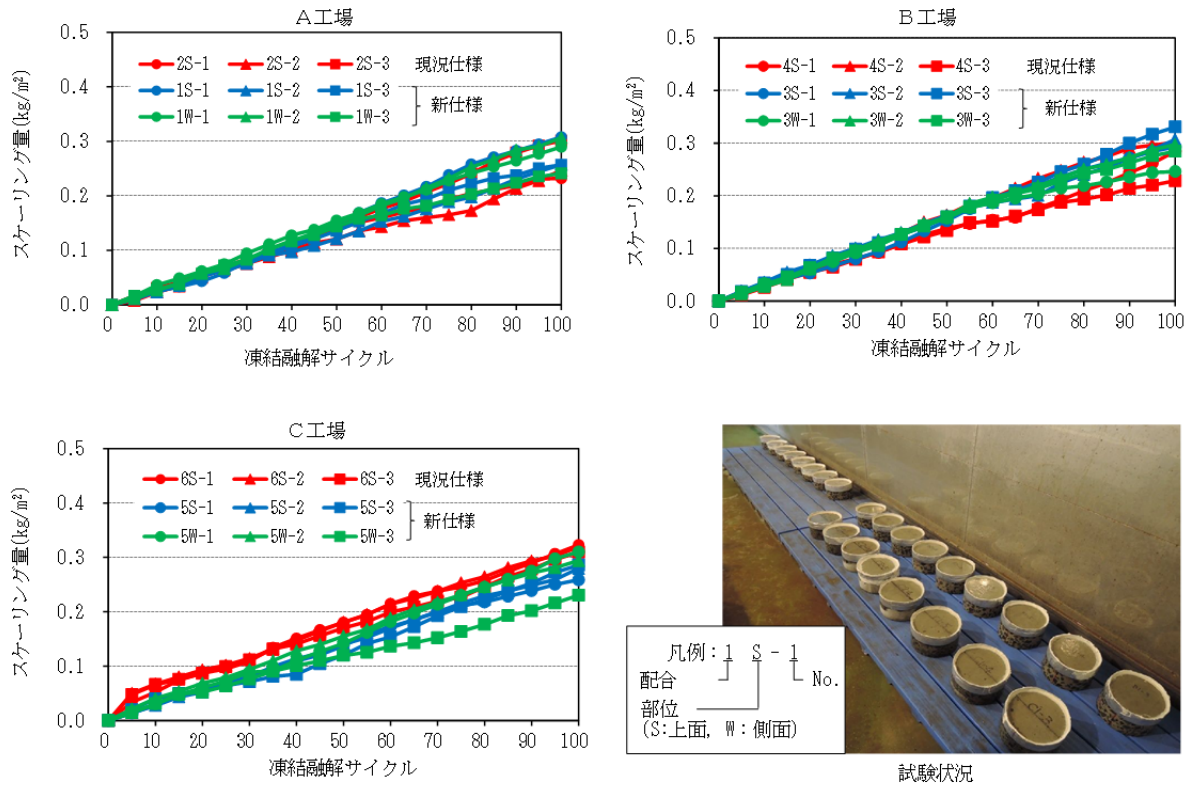 A工場
スケーリング量(kg/m²)
0.5
0.4
0.3
0.2
0.1
0.0
2S-1 2S-2 2S-3 現況仕様
1S-1 1S-2 1S-3
新仕様
1W-1 1W-2 1W-3
0 10 20 30 40 50 60 70 80 90 100
凍結融解サイクル
B工場
スケーリング量(kg/m²)
0.5
0.4
0.3
0.2
0.1
0.0
4S-1 4S-2 4S-3 現況仕様
3S-1 3S-2 3S-3
新仕様
3W-1 3W-2 3W-3
0 10 20 30 40 50 60 70 80 90 100
凍結融解サイクル
C工場
スケーリング量(kg/m²)
0.5
0.4
0.3
0.2
0.1
0.0
6S-1 6S-2 6S-3 現況仕様
5S-1 5S-2 5S-3
新仕様
5W-1 5W-2 5W-3
0 10 20 30 40 50 60 70 80 90 100
凍結融解サイクル
凡例：1 S - 1
配合 No.
部位
(S:上面, W：側面)
C1-3
試験状況